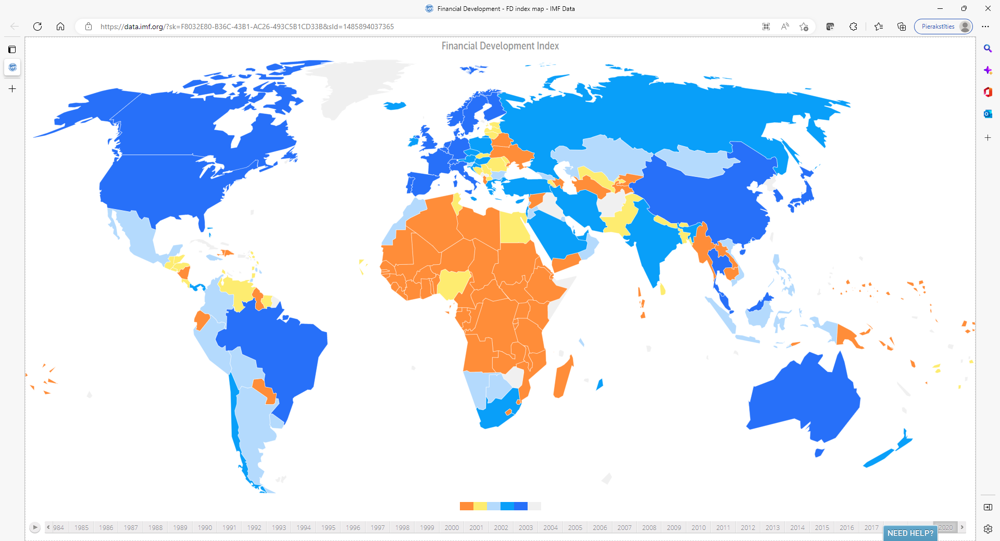 Financial Development - FD index map - IMF Data
https://data.imf.org/?sk=F8032E80-B36C-43B1-AC26-493C5B1CD33B&sId=1485894037365
Pierakstīties
Financial Development Index
984 1985 1986 1987 1988 1989 1990 1991 1992 1993 1994 1995 1996 1997 1998 1999 2000 2001 2002 2003 2004 2005 2006 2007 2008 2009 2010 2011 2012 2013 2014 2015 2016 2017 2020
NEED HELP?